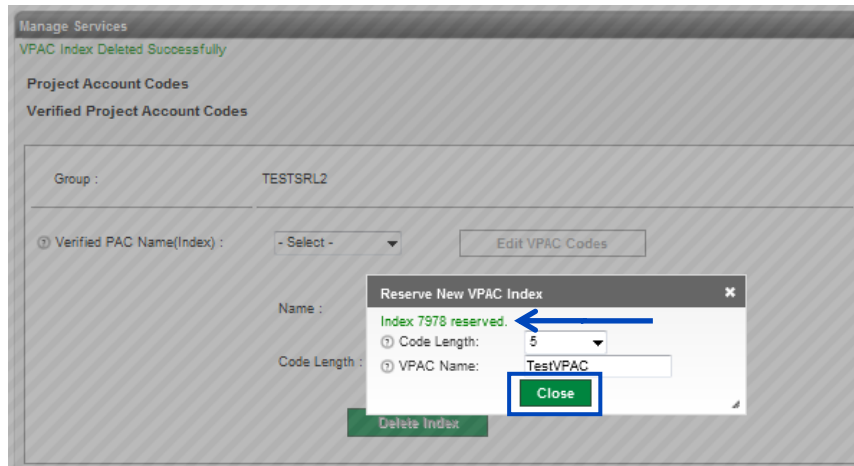 Manage Services
VPAC Index Deleted Successfully
Project Account Codes
Verified Project Account Codes
Group : TESTSRL2
Verified PAC Name(Index) : - Select - Edit VPAC Codes
Reserve New VPAC Index
Name :
Index 7978 reserved.
Code Length: 5
Code Length :
VPAC Name: TestVPAC
Close
Delete Index